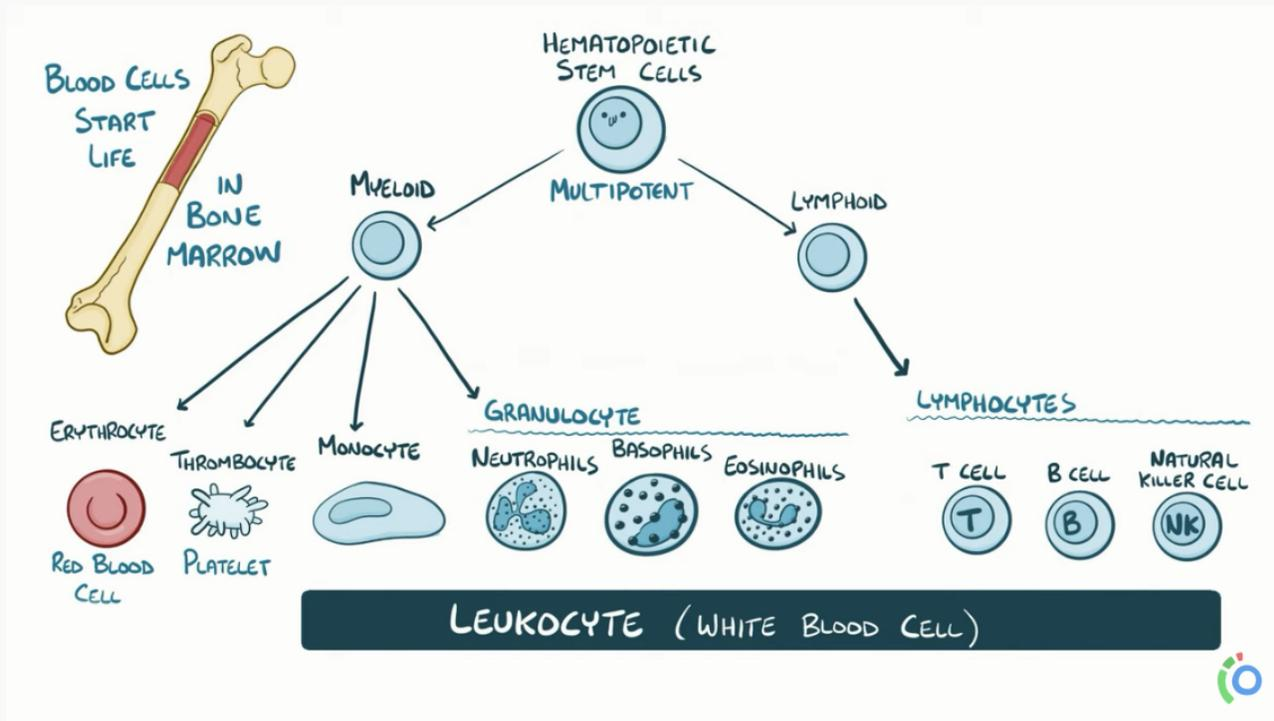 BLOOD CELLS
START
LIFE
IN
BONE
MARROW
HEMATOPOIETIC
STEM CELLS
MULTIPOTENT
MYELOID
LYMPHOID
ERYTHROCYTE
RED BLOOD
CELL
THROMBOCYTE
PLATELET
MONOCYTE
GRANULOCYTE
NEUTROPHILS
BASOPHILS
EOSINOPHILS
LYMPHOCYTES
T CELL
T
B CELL
B
NATURAL
KILLER CELL
NK
LEUKOCYTE (WHITE BLOOD CELL)